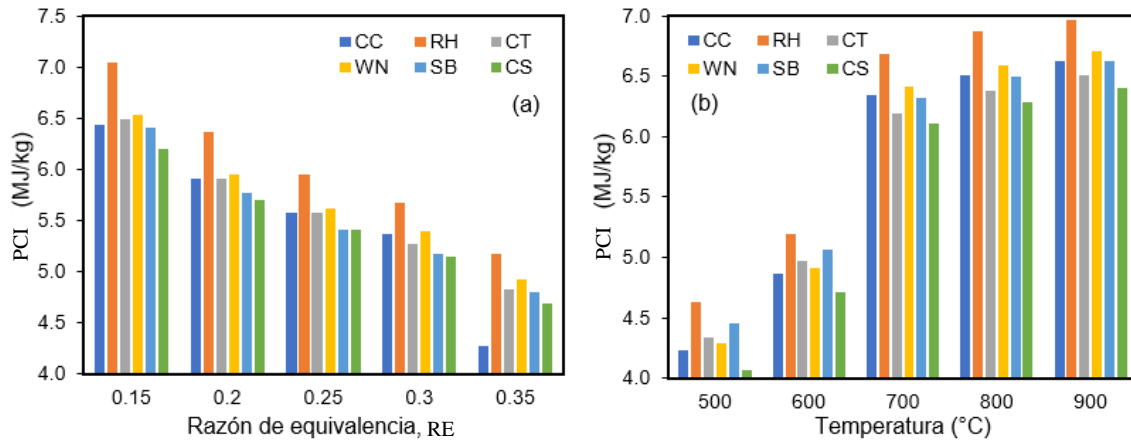 7.5
7.0
6.5
6.0
5.5
5.0
4.5
4.0
PCI (MJ/kg)
CC RH CT
WN SB CS
(a)
0.15 0.2 0.25 0.3 0.35
Razón de equivalencia, RE
7.0
6.5
6.0
5.5
5.0
4.5
4.0
PCI (MJ/kg)
CC RH CT
WN SB CS
(b)
500 600 700 800 900
Temperatura (°C)